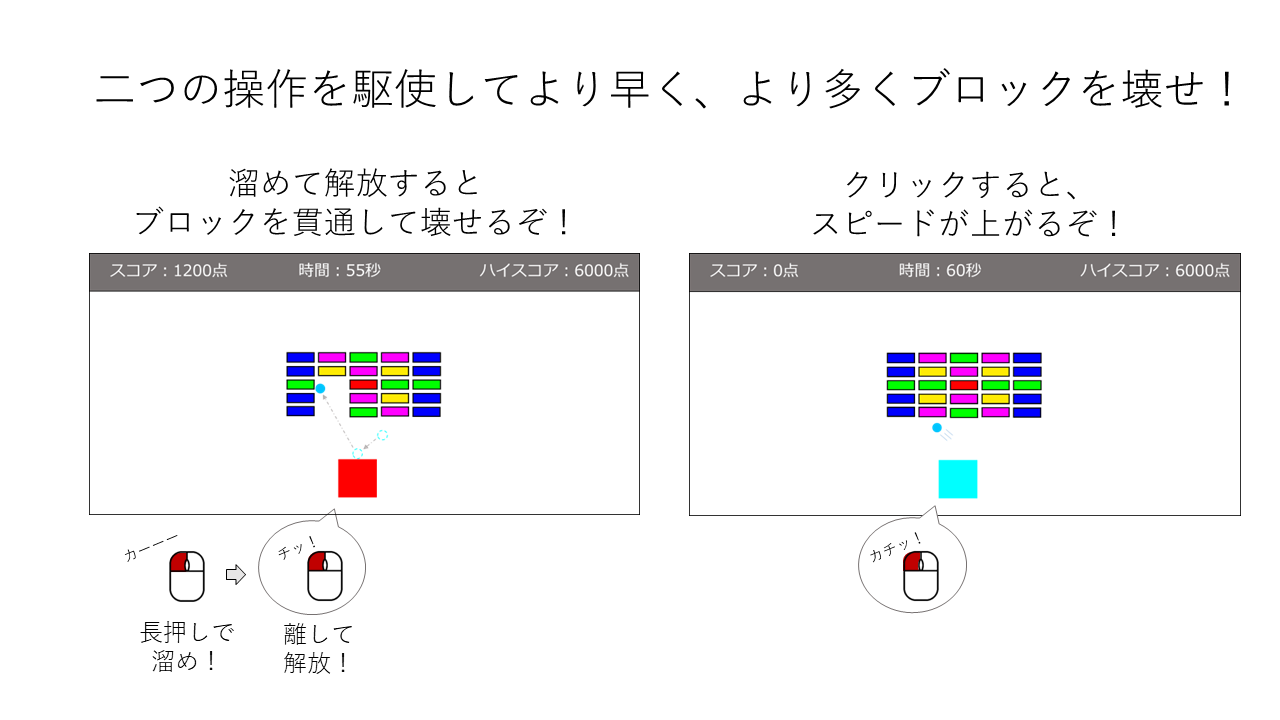 二つの操作を駆使してより早く、より多くブロックを壊せ！
溜めて解放すると
ブロックを貫通して壊せるぞ！
スコア：1200点 時間：55秒 ハイスコア：6000点
カーーー
チッ！
長押しで
溜め！
離して
解放！
クリックすると、
スピードが上がるぞ！
スコア：0点 時間：60秒 ハイスコア：6000点
カチッ！